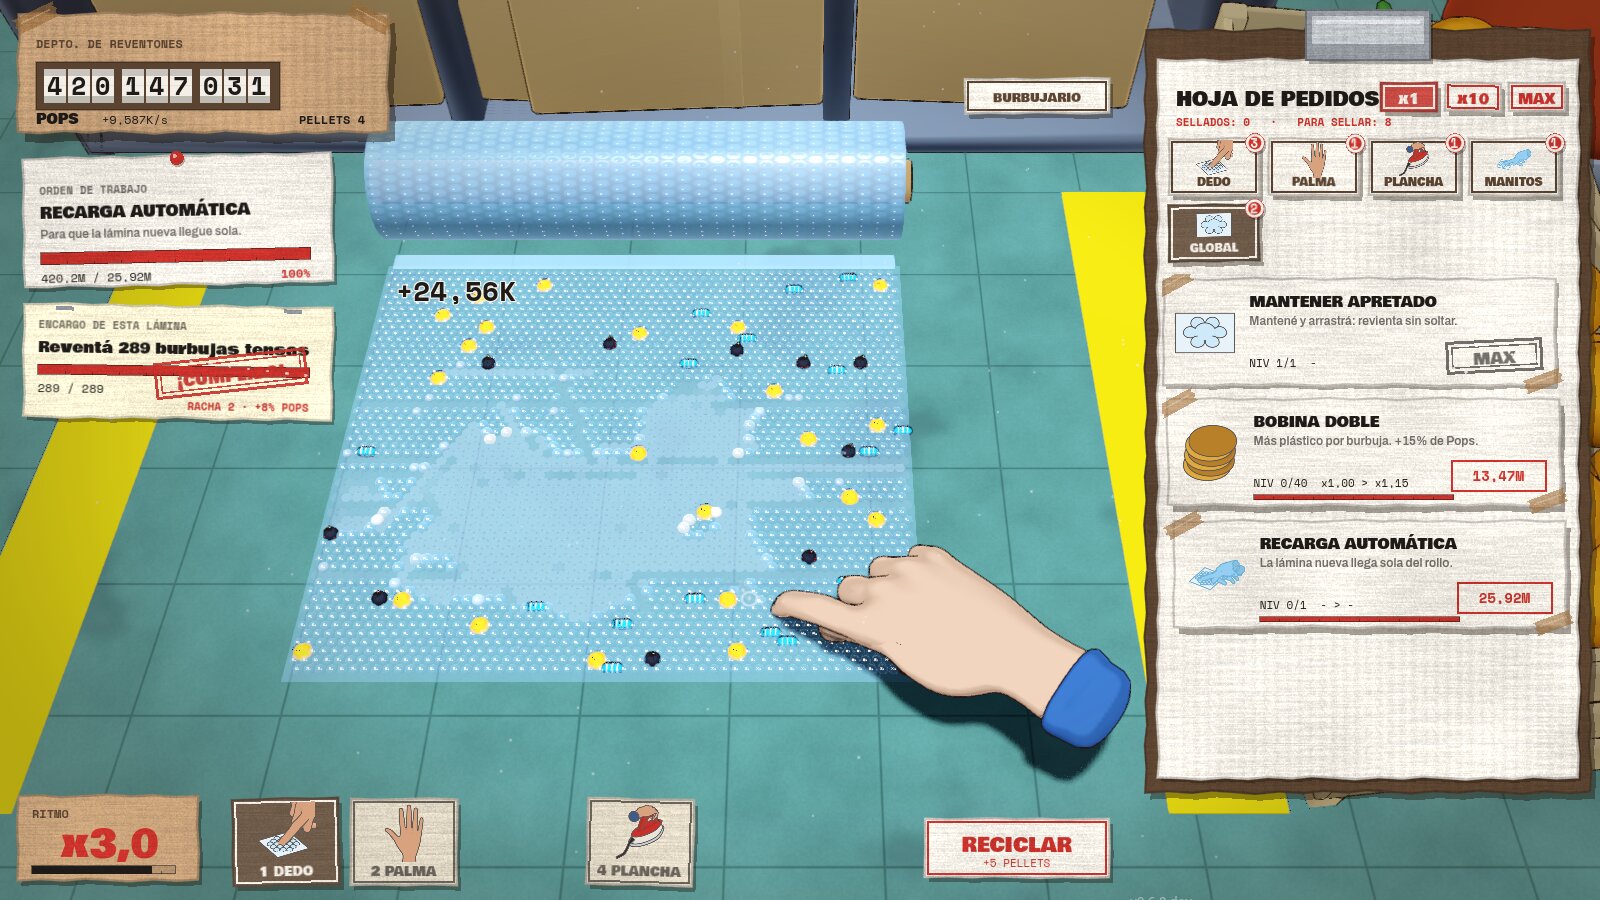 DEPTO. DE REVENTONES
420 147 031
POPS +9,587K/s PELLETS 4
ORDEN DE TRABAJO
RECARGA AUTOMÁTICA
Para que la lámina nueva llegue sola.
420,2M / 25,92M 100%
ENCARGO DE ESTA LÁMINA
Reventá 289 burbujas tensas
289 / 289
RACHA 2 · +8% POPS
+24,56K
BURBUJARIO
HOJA DE PEDIDOS x1 x10 MAX
SELLADOS: 0 · PARA SELLAR: 8
3 1 1 1
DEDO PALMA PLANCHA MANITOS
2
GLOBAL
MANTENER APRETADO
Mantené y arrastrá: revienta sin soltar.
NIV 1/1 -
MAX
BOBINA DOBLE
Más plástico por burbuja. +15% de Pops.
NIV 0/40 x1,00 > x1,15
13,47M
RECARGA AUTOMÁTICA
La lámina nueva llega sola del rollo.
NIV 0/1 - > -
25,92M
RITMO
x3,0
1 DEDO
2 PALMA
4 PLANCHA
RECICLAR
+5 PELLETS